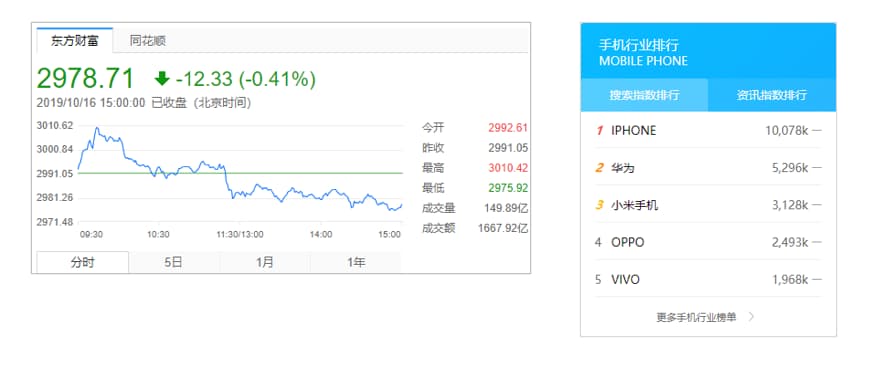 东方财富 同花顺
2978.71 -12.33 (-0.41%)
2019/10/16 15:00:00 已收盘（北京时间）
3010.62
3000.84
2991.05
2981.26
2971.48
09:30 10:30 11:30/13:00 14:00 15:00
今开 2992.61
昨收 2991.05
最高 3010.42
最低 2975.92
成交量 149.89亿
成交额 1667.92亿
分时 5日 1月 1年
手机行业排行
MOBILE PHONE
搜索指数排行 资讯指数排行
1 IPHONE 10,078k —
2 华为 5,296k —
3 小米手机 3,128k —
4 OPPO 2,493k —
5 VIVO 1,968k —
更多手机行业榜单 >